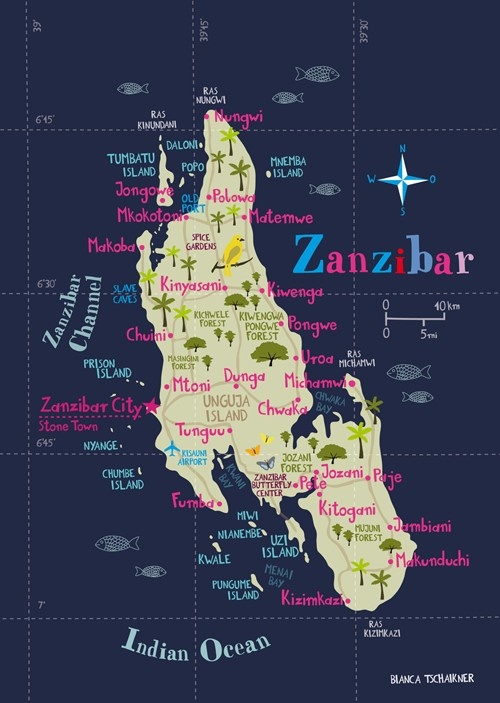 39'
39'45
39'30
RAS
NUNGWI
Nungwi
6'45'
RAS
KINUNDANI
DALONI
TUMBATU
ISLAND
POPO
MNEMBA
ISLAND
N
W
O
S
Jongowe
OLD
PORT
Potowa
Mkokotoni
Matemwe
Makoba
SPICE
GARDENS
Zanzibar
Zanzibar
Channel
6'30'
SLAVE
CAVES
Kinyasani
Kiwenga
0
10 km
0
5 mi
KICHWELE
FOREST
KIWENGWA
PONGWE
FOREST
Pongwe
Chuini
MASINGINI
FOREST
Uroa
RAS
MICHAMVI
PRISON
ISLAND
Mtoni
Dunga
Michamwi
Zanzibar City
Stone Town
UNGUJA
ISLAND
Chwaka
CHWAKA
BAY
Tunguu
6'45'
NYANGE
KISAUNI
AIRPORT
JOZANI
FOREST
CHUMBE
ISLAND
ZANZIBAR
BUTTERFLY
CENTER
Pete
Jozani
Paje
Fumba
Kitogani
MIWI
NIANEMBE
UZI
ISLAND
MUJUNI
FOREST
Jambiani
KWALE
Makunduchi
PUNGUME
ISLAND
MENAI
BAY
Kizimkazi
7'
RAS
KIZIMKAZI
Indian Ocean
BIANCA TSCHAIKNER